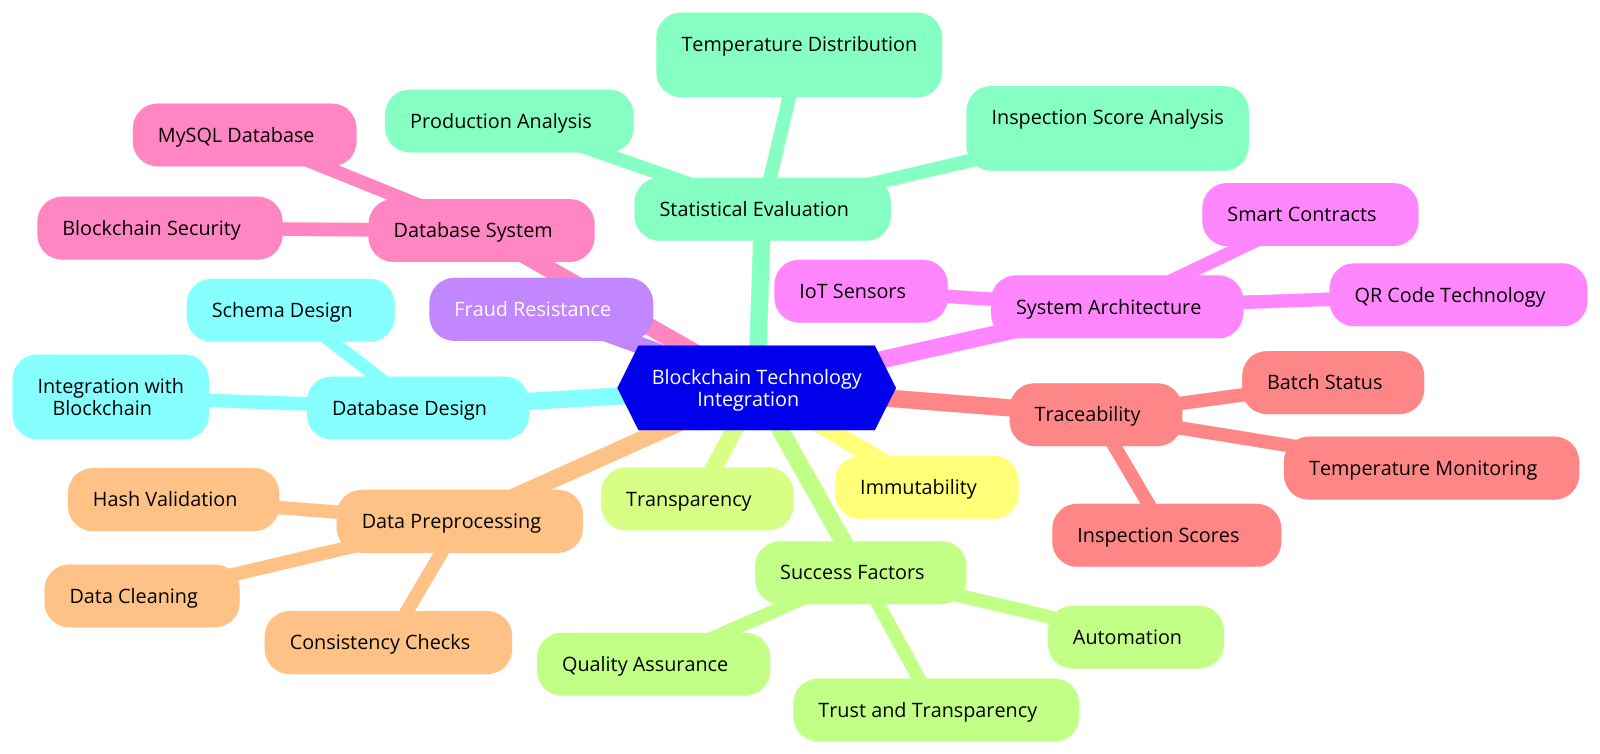 Temperature Distribution
Production Analysis
Inspection Score Analysis
MySQL Database
Statistical Evaluation
Smart Contracts
Blockchain Security
Database System
IoT Sensors
System Architecture
QR Code Technology
Schema Design
Fraud Resistance
Blockchain Technology
Integration
Integration with
Blockchain
Database Design
Traceability
Batch Status
Temperature Monitoring
Hash Validation
Transparency
Immutability
Data Preprocessing
Inspection Scores
Success Factors
Data Cleaning
Consistency Checks
Automation
Quality Assurance
Trust and Transparency